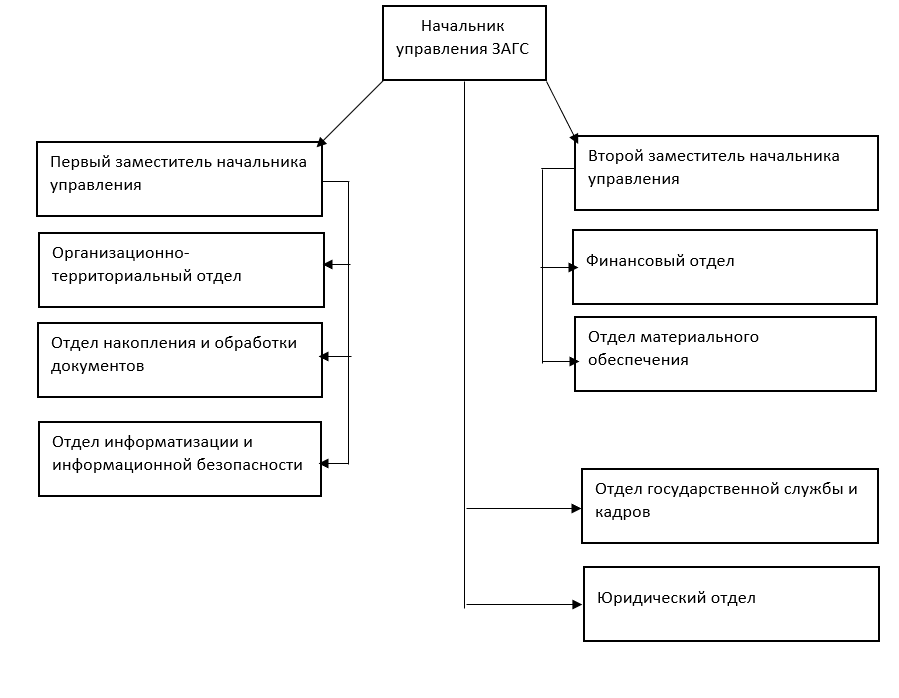 Начальник
управления ЗАГС
Первый заместитель начальника
управления
Организационно-
территориальный отдел
Отдел накопления и обработки
документов
Отдел информатизации и
информационной безопасности
Второй заместитель начальника
управления
Финансовый отдел
Отдел материального
обеспечения
Отдел государственной службы и
кадров
Юридический отдел